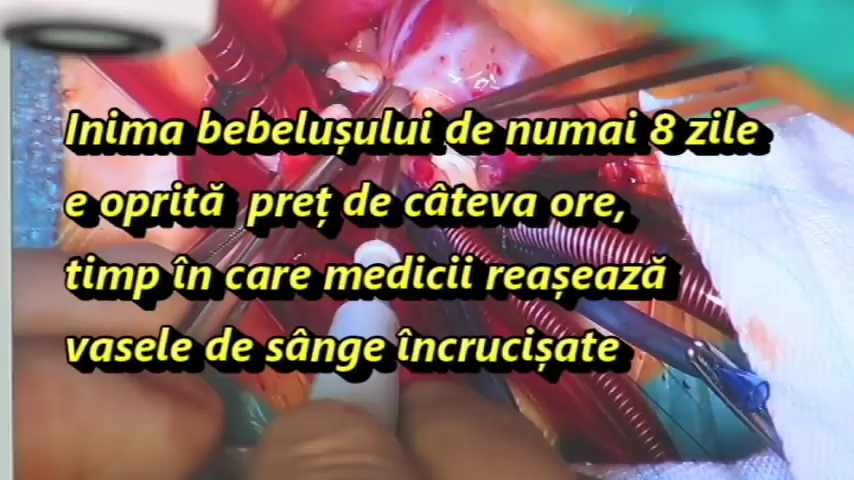 Inima bebelușului de numai 8 zile
e oprită preț de câteva ore,
timp în care medicii reașează
vasele de sânge încrucișate